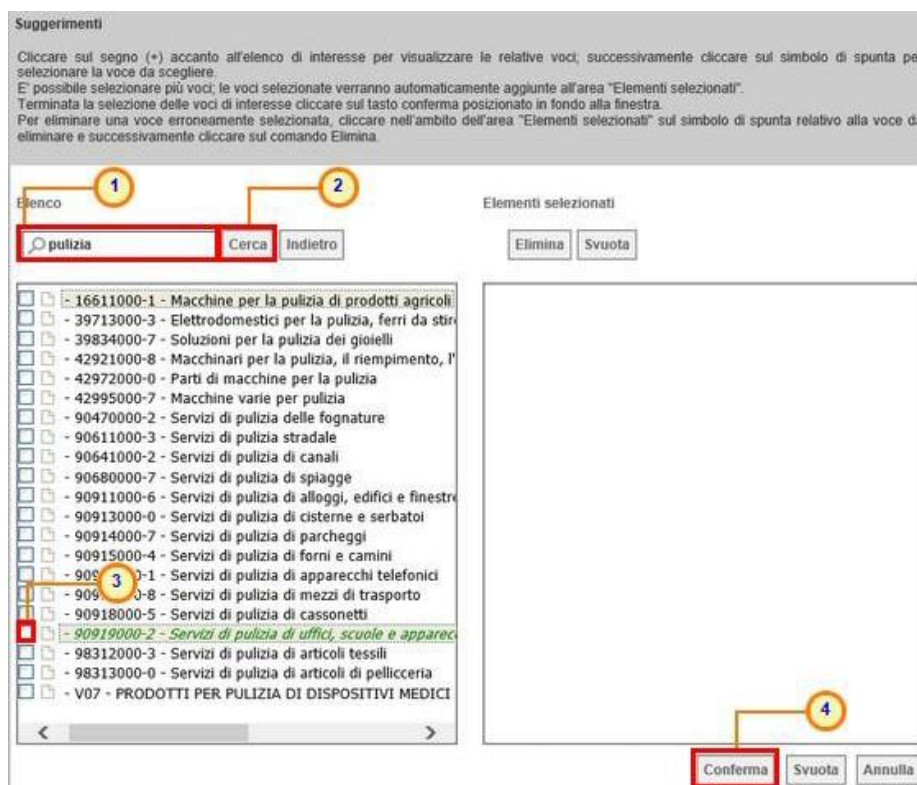 Suggerimenti
Cliccare sul segno (+) accanto all'elenco di interesse per visualizzare le relative voci; successivamente cliccare sul simbolo di spunta pe
selezionare la voce da scegliere.
E' possibile selezionare più voci; le voci selezionate verranno automaticamente aggiunte all'area "Elementi selezionati".
Terminata la selezione delle voci di interesse cliccare sul tasto conferma posizionato in fondo alla finestra.
Per eliminare una voce erroneamente selezionata, cliccare nell'ambito dell'area "Elementi selezionati" sul simbolo di spunta relativo alla voce da
eliminare e successivamente cliccare sul comando Elimina.
1
2
Elenco
Elementi selezionati
pulizia
Cerca
Indietro
Elimina
Svuota
- 16611000-1 - Macchine per la pulizia di prodotti agricoli
- 39713000-3 - Elettrodomestici per la pulizia, ferri da stir
- 39834000-7 - Soluzioni per la pulizia dei gioielli
- 42921000-8 - Macchinari per la pulizia, il riempimento, l'
- 42972000-0 - Parti di macchine per la pulizia
- 42995000-7 - Macchine varie per pulizia
- 90470000-2 - Servizi di pulizia delle fognature
- 90611000-3 - Servizi di pulizia stradale
- 90641000-2 - Servizi di pulizia di canali
- 90680000-7 - Servizi di pulizia di spiagge
- 90911000-6 - Servizi di pulizia di alloggi, edifici e finestre
- 90913000-0 - Servizi di pulizia di cisterne e serbatoi
- 90914000-7 - Servizi di pulizia di parcheggi
- 90915000-4 - Servizi di pulizia di forni e camini
- 909 0-1 - Servizi di pulizia di apparecchi telefonici
3
- 909 0-8 - Servizi di pulizia di mezzi di trasporto
- 90918000-5 - Servizi di pulizia di cassonetti
- 90919000-2 - Servizi di pulizia di uffici, scuole e apparec
- 98312000-3 - Servizi di pulizia di articoli tessili
- 98313000-0 - Servizi di pulizia di articoli di pellicceria
- V07 - PRODOTTI PER PULIZIA DI DISPOSITIVI MEDICI
4
Conferma
Svuota
Annulla